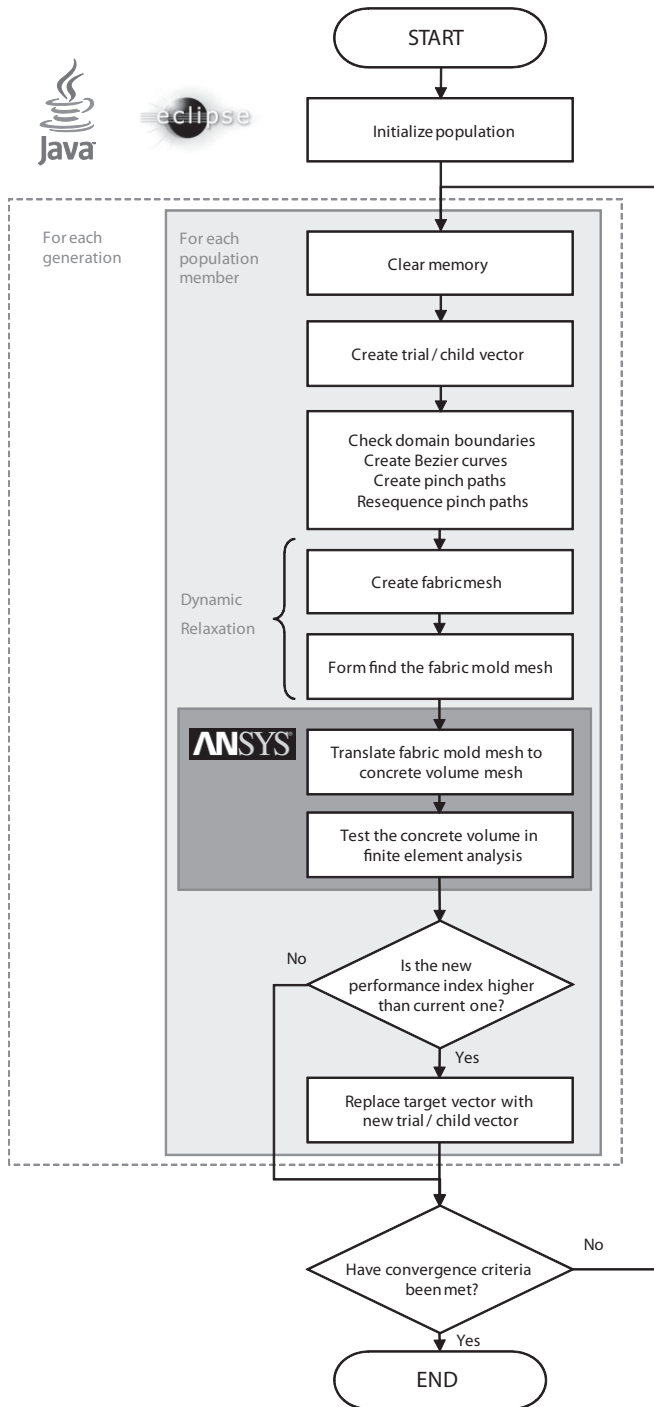 START
Java
eclipse
Initialize population
For each
generation
For each
population
member
Clear memory
Create trial / child vector
Check domain boundaries
Create Bezier curves
Create pinch paths
Resequence pinch paths
Dynamic
Relaxation
Create fabric mesh
Form find the fabric mold mesh
ANSYS®
Translate fabric mold mesh to
concrete volume mesh
Test the concrete volume in
finite element analysis
No
Is the new
performance index higher
than current one?
Yes
Replace target vector with
new trial / child vector
No
Have convergence criteria
been met?
Yes
END